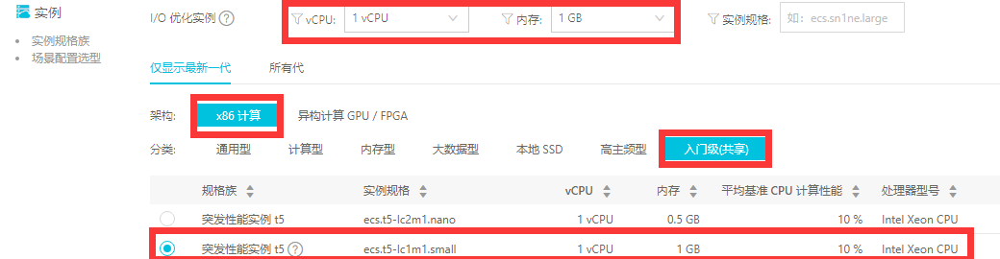 实例
I/O 优化实例 ? vCPU: 1 vCPU 内存: 1 GB 实例规格: 如: ecs.sn1ne.large
实例规格族
场景配置选型
仅显示最新一代 所有代
架构: x86 计算 异构计算 GPU / FPGA
分类: 通用型 计算型 内存型 大数据型 本地 SSD 高主频型 入门级(共享)
规格族 实例规格 vCPU 内存 平均基准 CPU 计算性能 处理器型号
突发性能实例 t5 ecs.t5-lc2m1.nano 1 vCPU 0.5 GB 10 % Intel Xeon CPU
突发性能实例 t5 ? ecs.t5-lc1m1.small 1 vCPU 1 GB 10 % Intel Xeon CPU